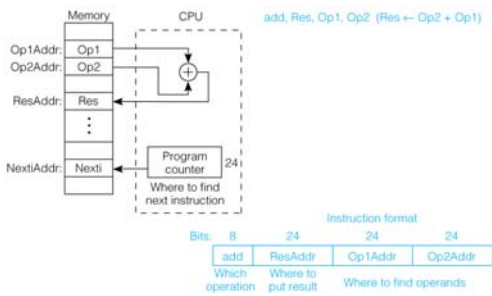 Memory
CPU
add, Res, Op1, Op2 (Res ← Op2 + Op1)
Op1Addr:
Op1
Op2Addr:
Op2
+
ResAddr:
Res
NextiAddr:
Nexti
Program
counter
24
Where to find
next instruction
Instruction format
Bits: 8 24 24 24
add ResAddr Op1Addr Op2Addr
Which
operation
Where to
put result
Where to find operands